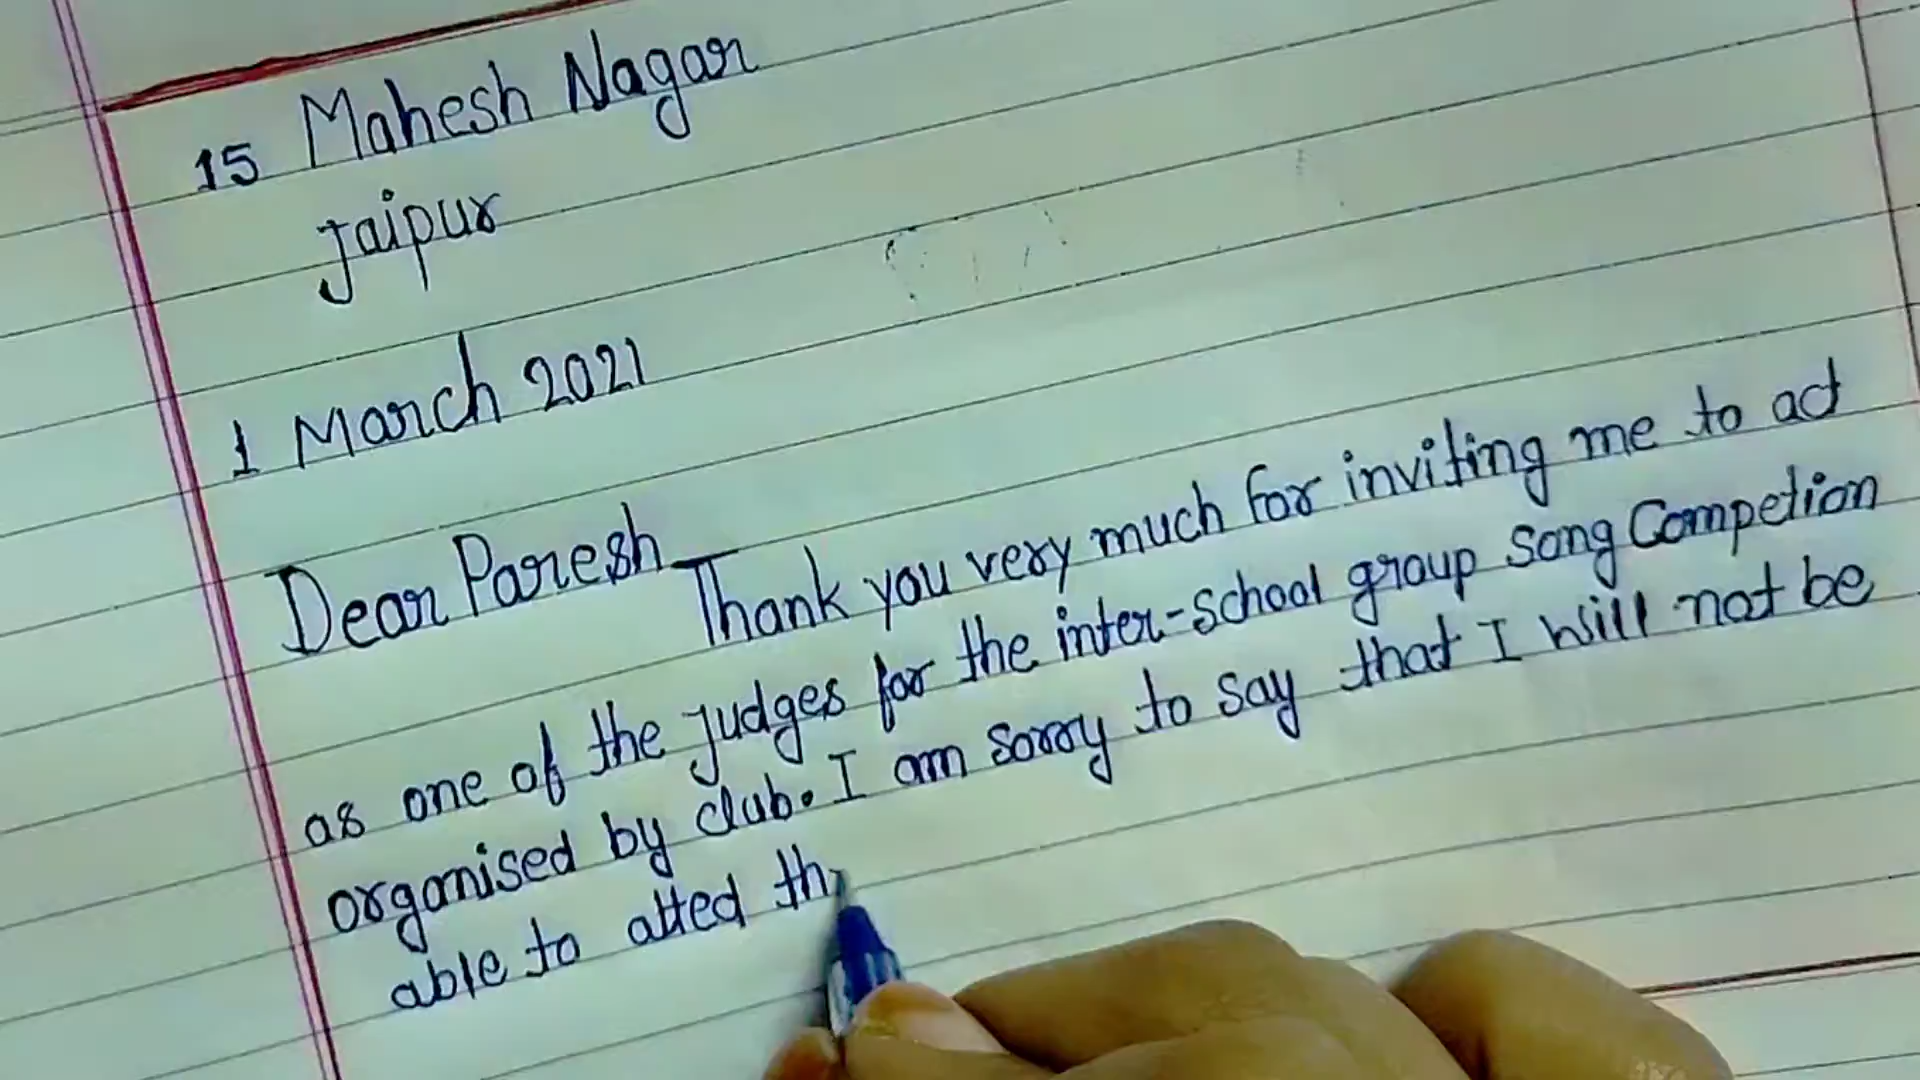 15 Mahesh Nagar
Jaipur
1 March 2021
Dear Paresh
Thank you very much for inviting me to act
as one of the judges for the inter-school group song Competion
organised by club. I am sorry to say that I will not be
able to atted th